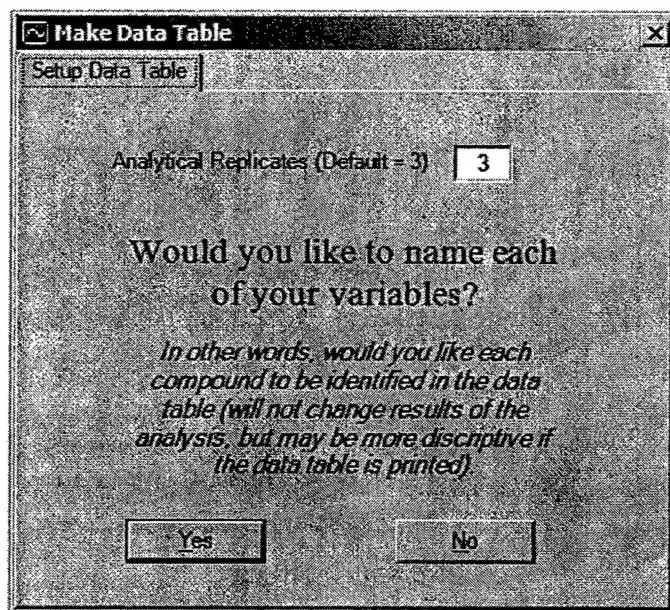 Make Data Table
Setup Data Table
Analytical Replicates (Default = 3) 3
Would you like to name each
of your variables?
In other words, would you like each
compound to be identified in the data
table (will not change results of the
analysis, but may be more discriptive if
the data table is printed).
Yes No